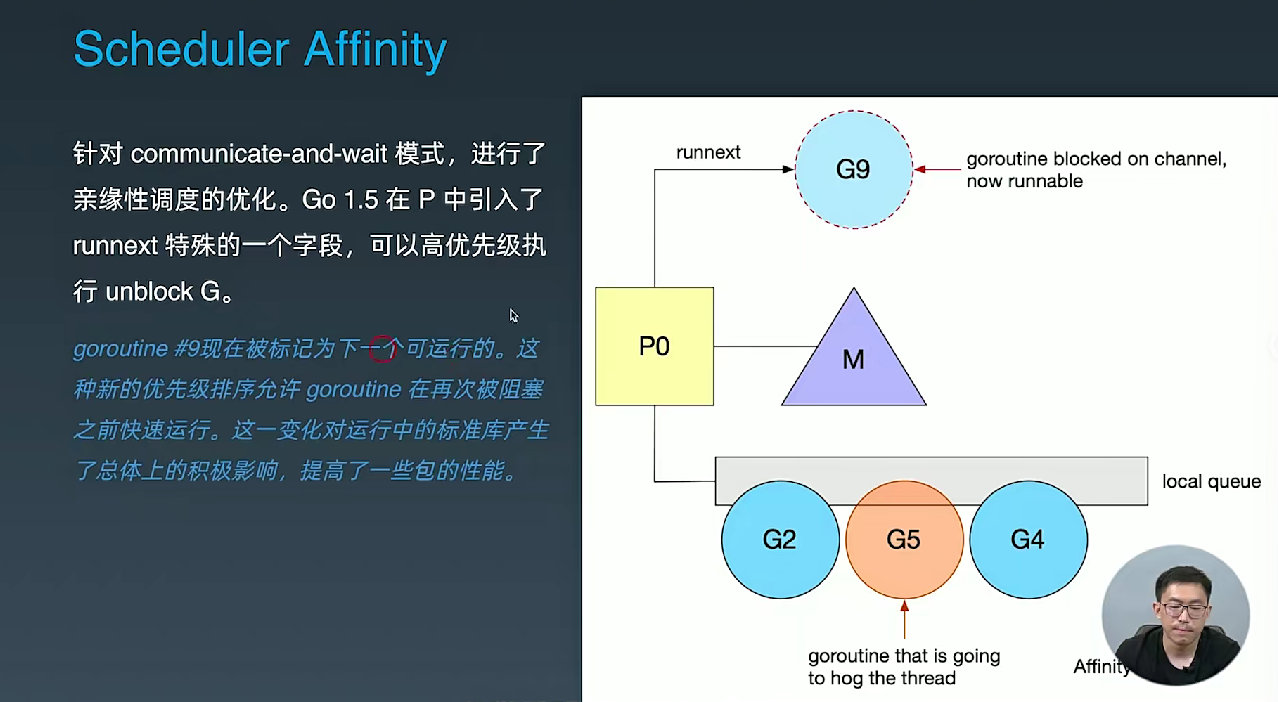 Scheduler Affinity
针对 communicate-and-wait 模式，进行了
亲缘性调度的优化。Go 1.5 在 P 中引入了
runnext 特殊的一个字段，可以高优先级执
行 unblock G。
goroutine #9现在被标记为下一个可运行的。这
种新的优先级排序允许 goroutine 在再次被阻塞
之前快速运行。这一变化对运行中的标准库产生
了总体上的积极影响，提高了一些包的性能。
runnext
G9
goroutine blocked on channel,
now runnable
P0
M
local queue
G2
G5
G4
goroutine that is going
to hog the thread
Affinity